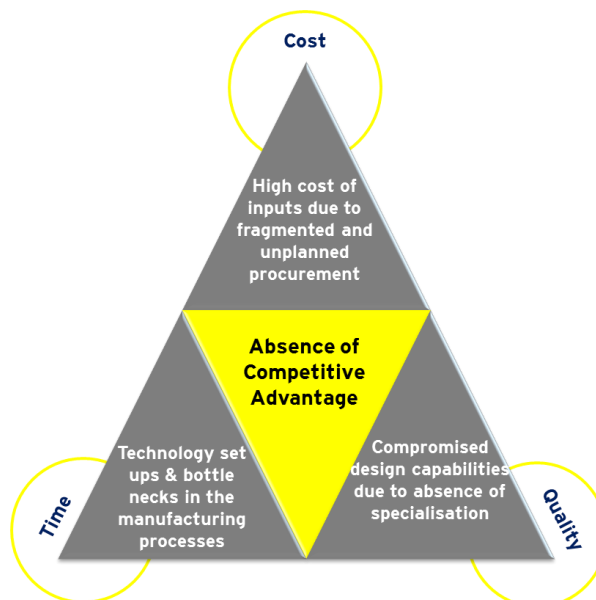 Cost
High cost of
inputs due to
fragmented and
unplanned
procurement
Absence of
Competitive
Advantage
Technology set
ups & bottle
necks in the
manufacturing
processes
Compromised
design capabilities
due to absence of
specialisation
Time
Quality